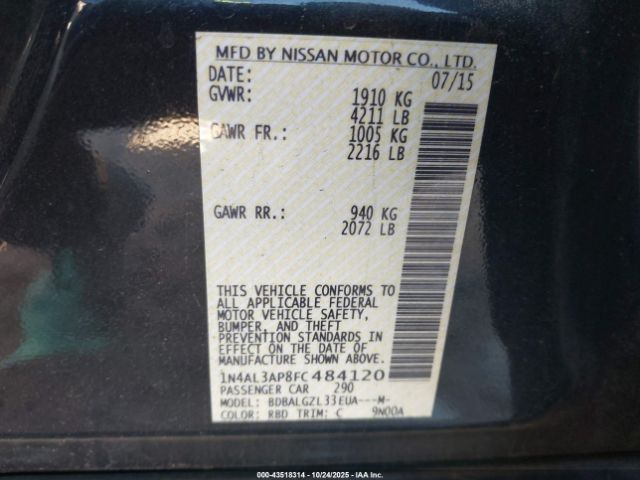 MFD BY NISSAN MOTOR CO., LTD.
DATE: 07/15
GVWR: 1910 KG
4211 LB
GAWR FR.: 1005 KG
2216 LB
GAWR RR.: 940 KG
2072 LB
THIS VEHICLE CONFORMS TO
ALL APPLICABLE FEDERAL
MOTOR VEHICLE SAFETY,
BUMPER, AND THEFT
PREVENTION STANDARDS IN
EFFECT ON THE DATE OF
MANUFACTURE SHOWN ABOVE.
1N4AL3AP8FC484120
PASSENGER CAR 290
MODEL: BDBALGZL33EUA---M-
COLOR: RBD TRIM: C 9N00A
000-43518314 - 10/24/2025 - IAA Inc.